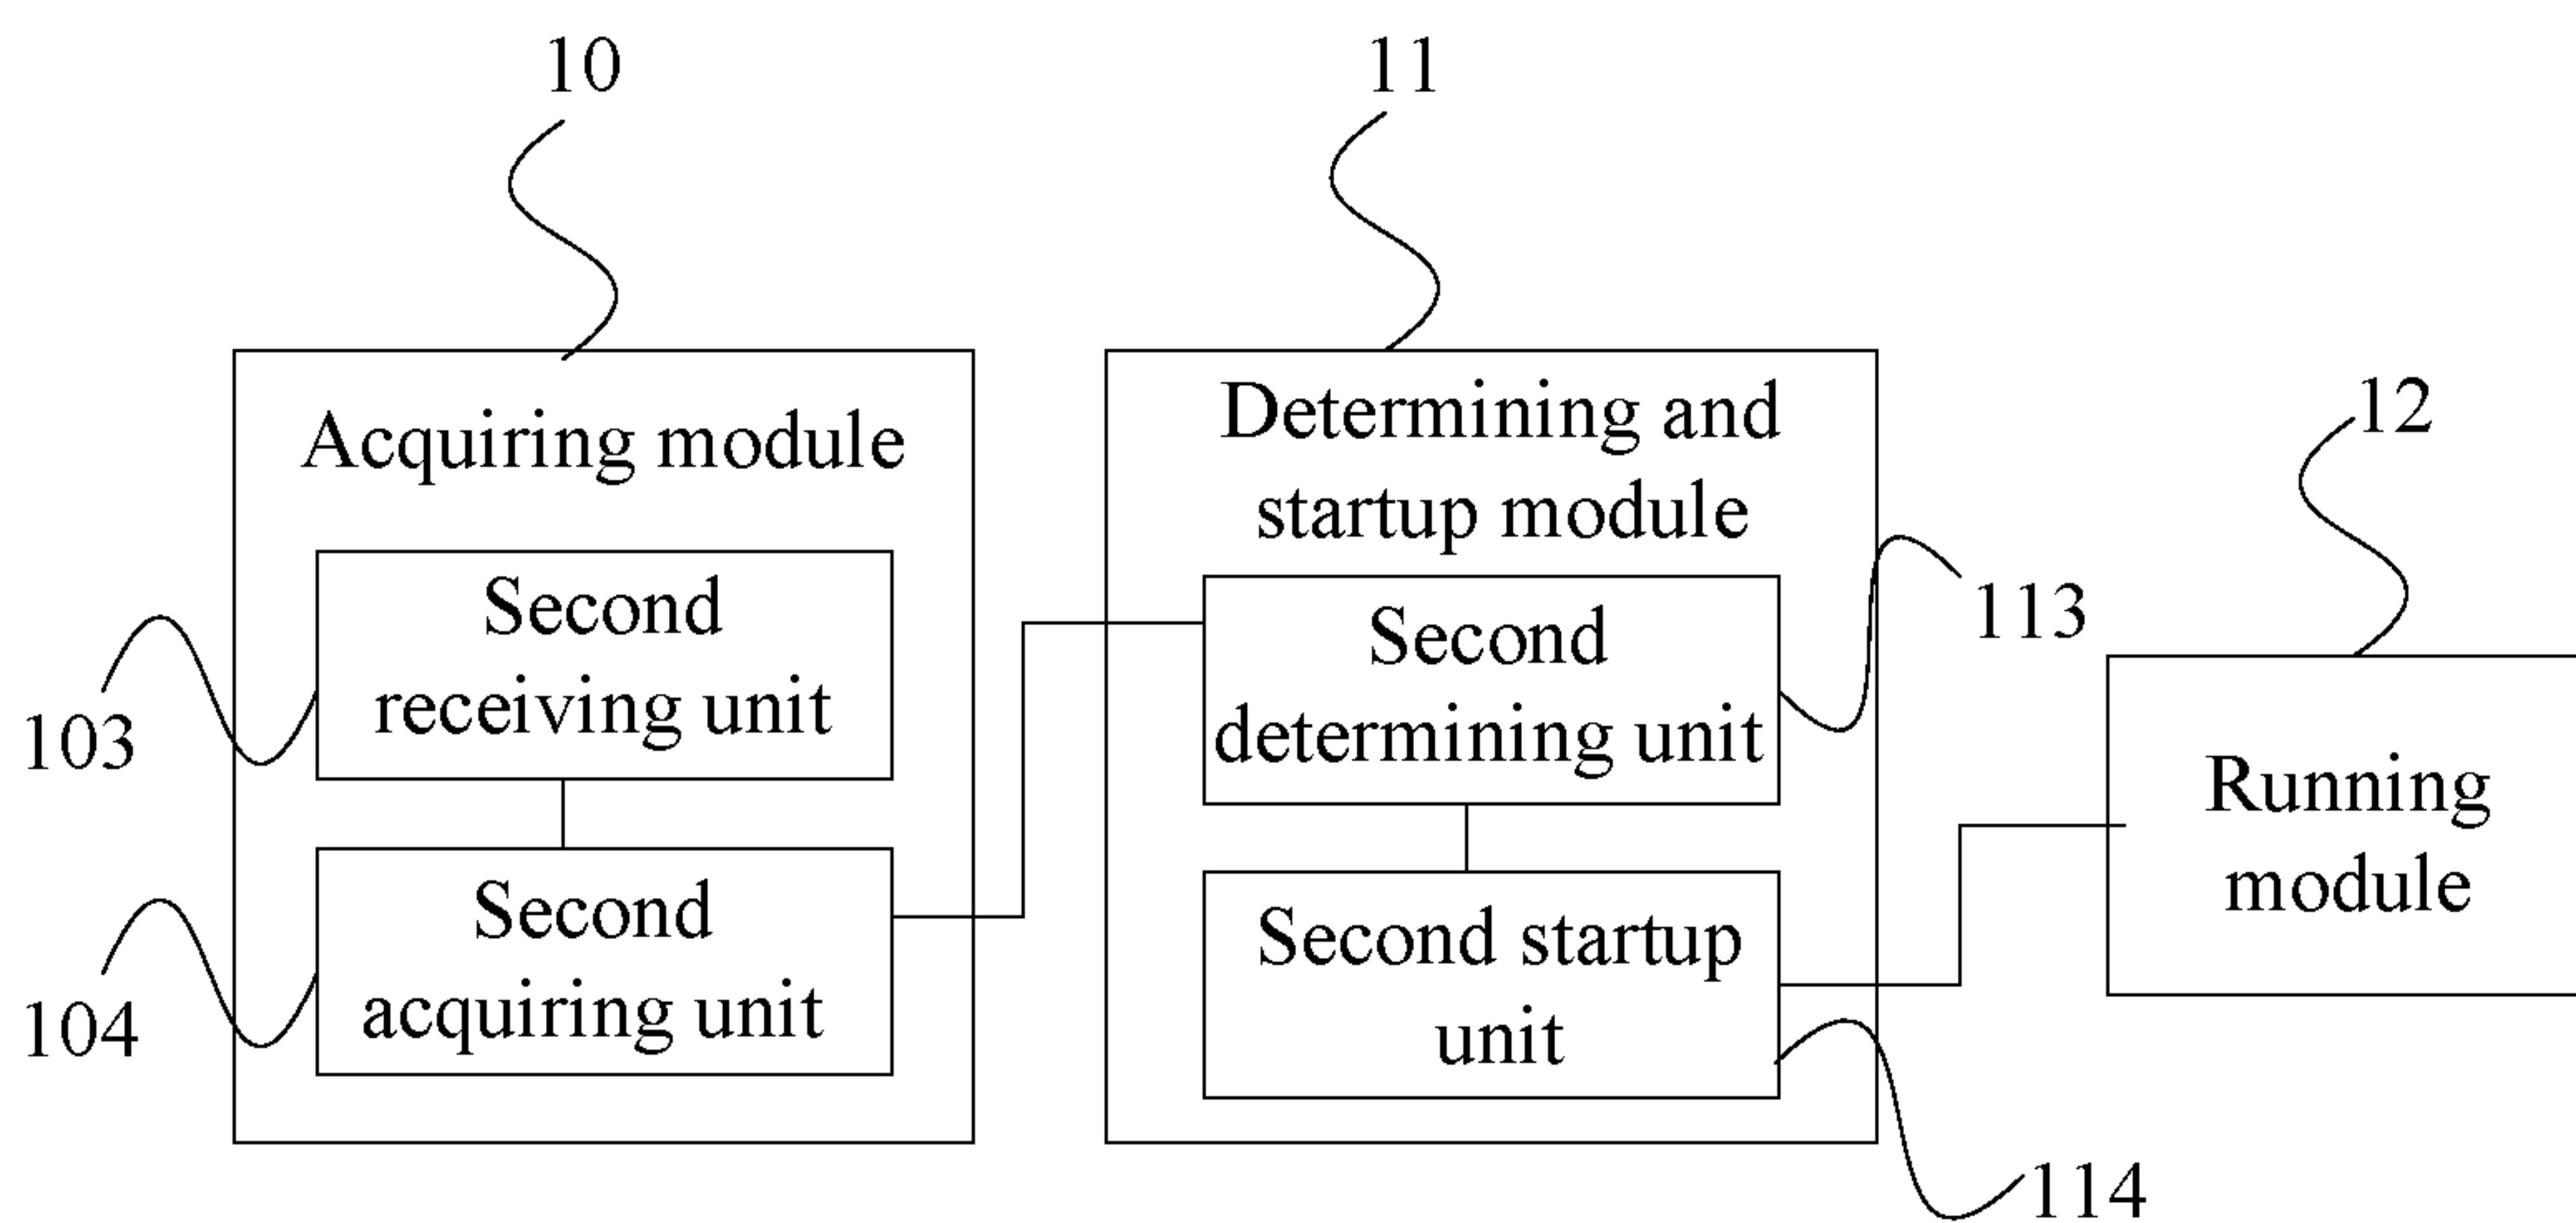 10
11
12
Acquiring module
Determining and
startup module
Second
receiving unit
Second
determining unit
103
113
Running
module
Second
acquiring unit
Second startup
unit
104
114